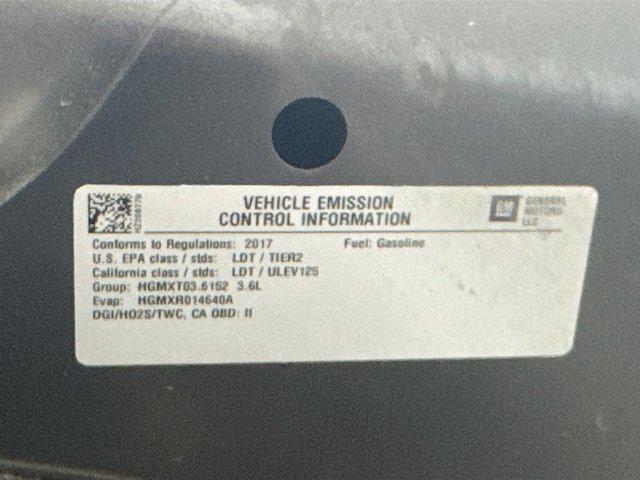 VEHICLE EMISSION
CONTROL INFORMATION
GM
GENERAL
MOTORS
LLC
Conforms to Regulations: 2017 Fuel: Gasoline
U.S. EPA class / stds: LDT / TIER2
California class / stds: LDT / ULEV125
Group: HGMXT03.6152 3.6L
Evap: HGMXR014640A
DGI/HO2S/TWC, CA OBD: II